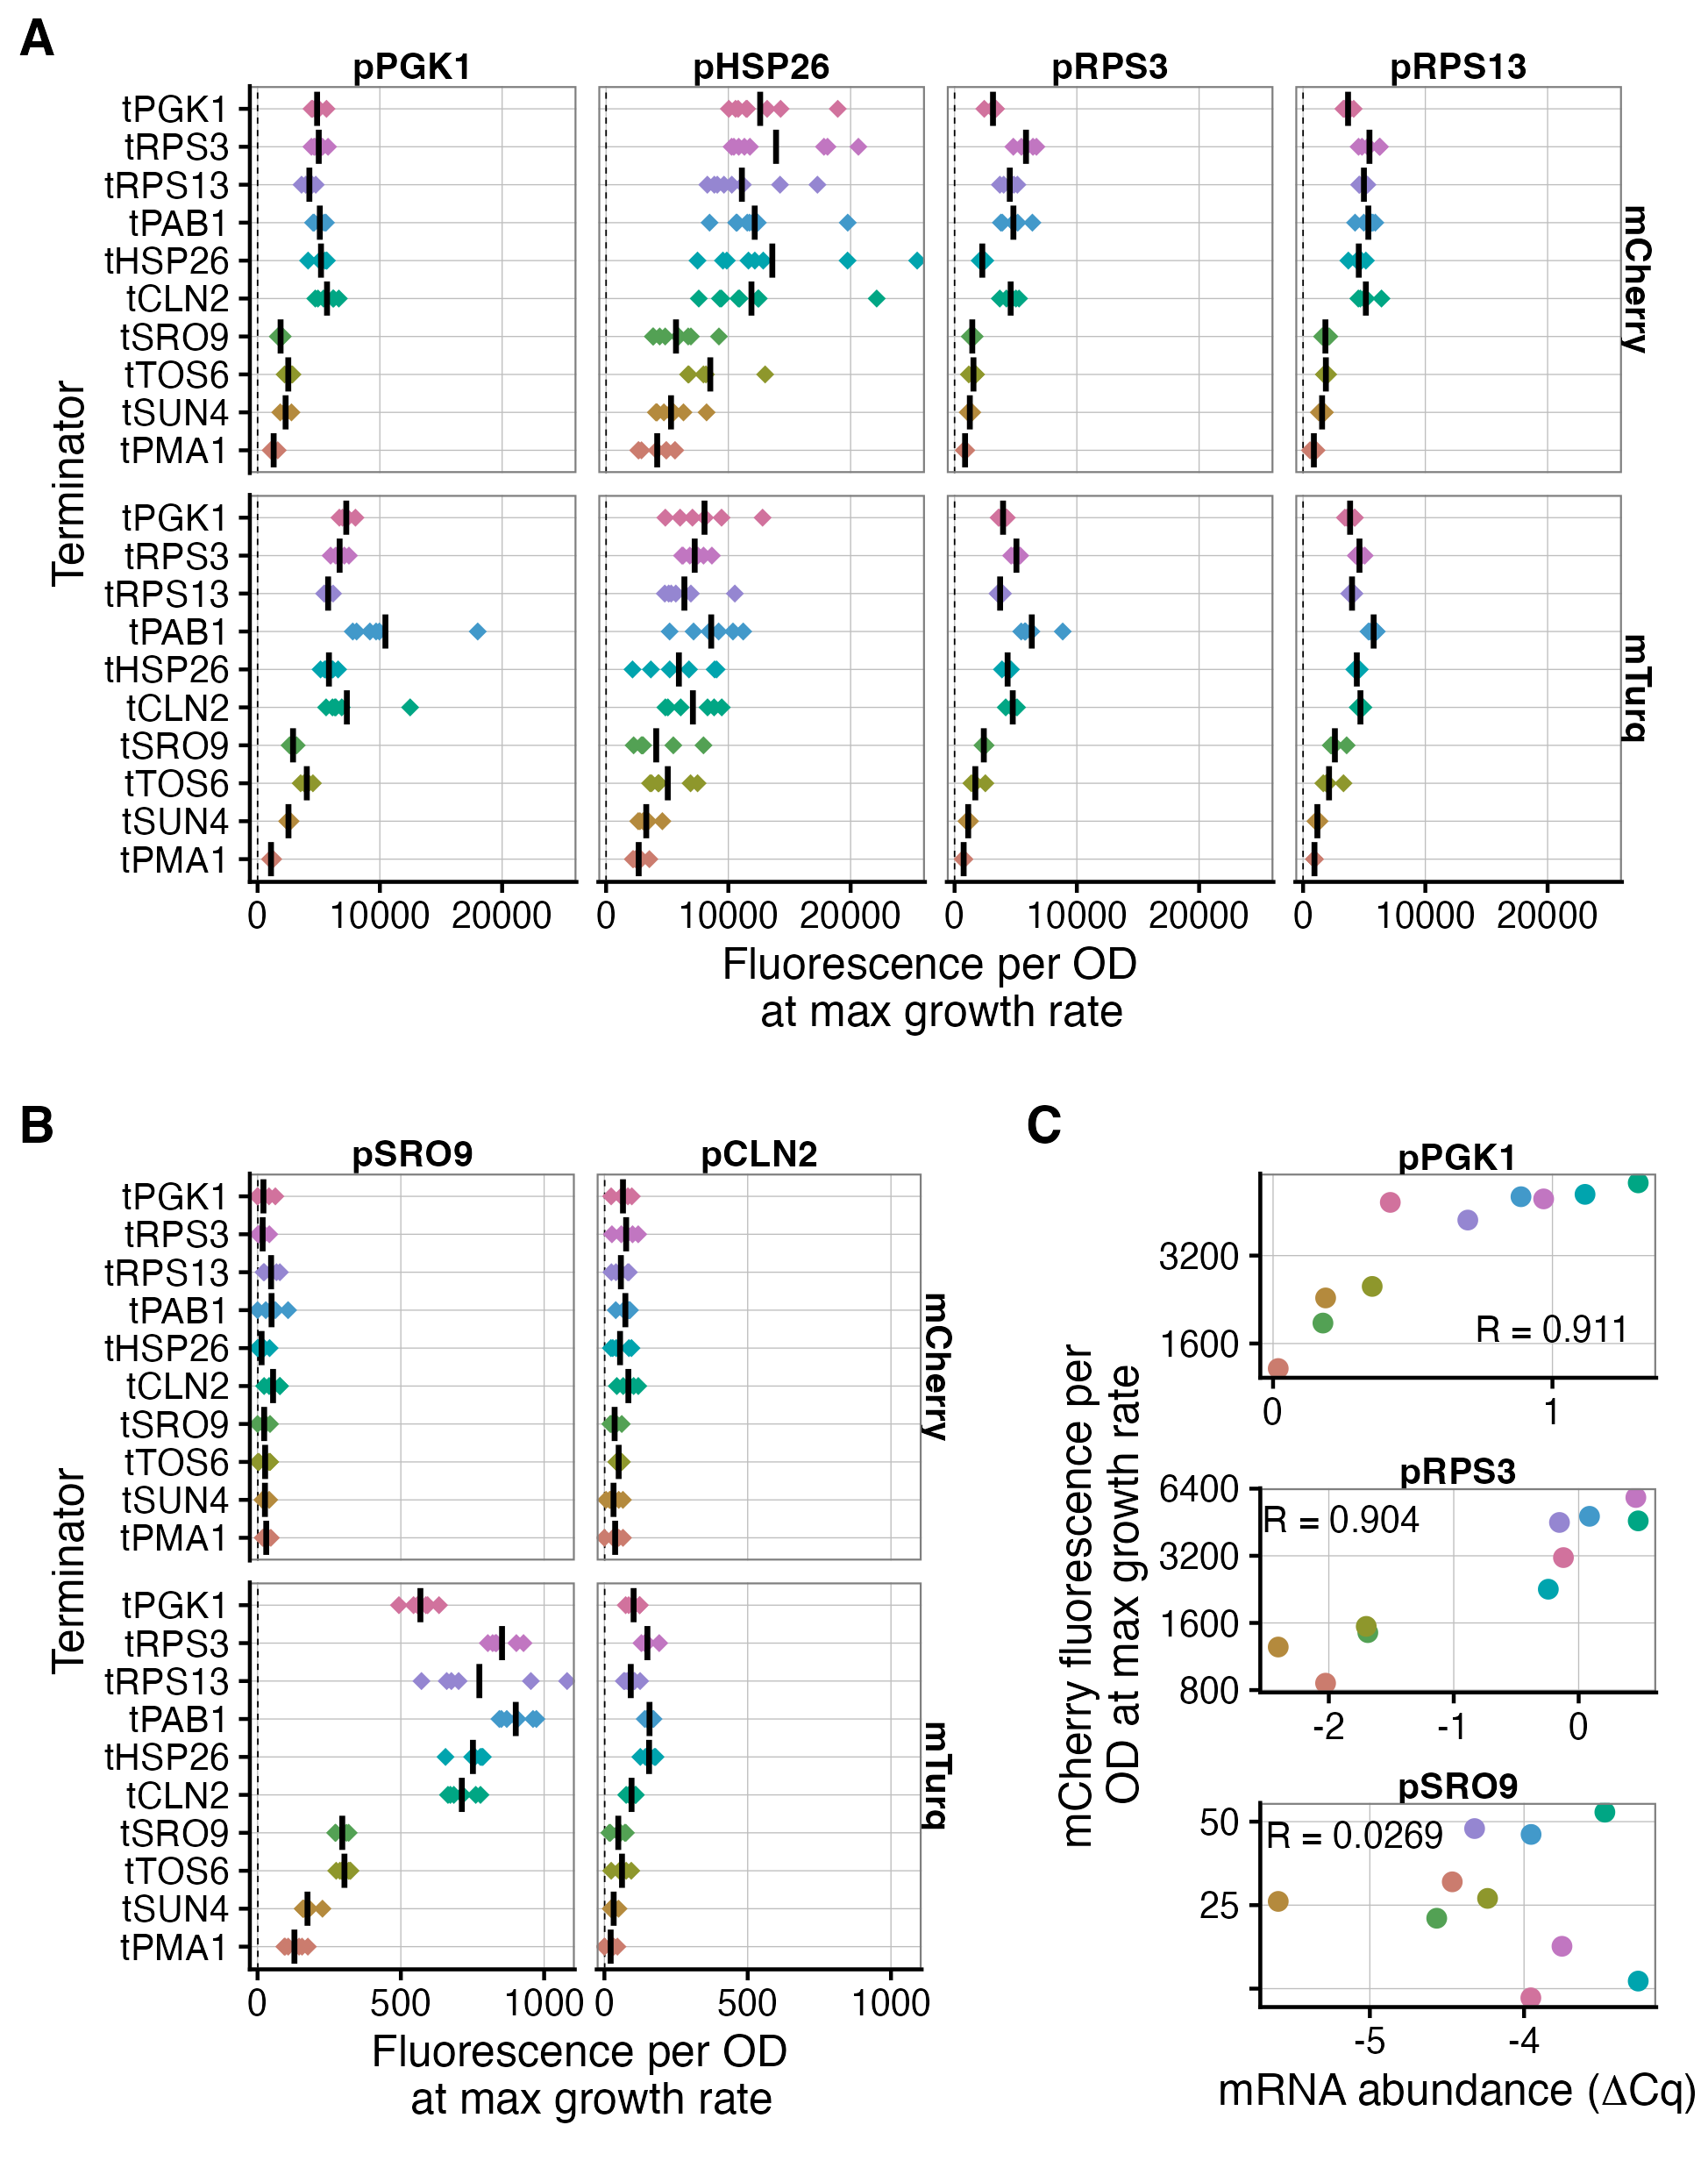 A
pPGK1 pHSP26 pRPS3 pRPS13
Terminator
tPGK1
tRPS3
tRPS13
tPAB1
tHSP26
tCLN2
tSRO9
tTOS6
tSUN4
tPMA1
mCherry
tPGK1
tRPS3
tRPS13
tPAB1
tHSP26
tCLN2
tSRO9
tTOS6
tSUN4
tPMA1
mTurq
0 10000 20000 0 10000 20000 0 10000 20000 0 10000 20000
Fluorescence per OD
at max growth rate
B
pSRO9 pCLN2
Terminator
tPGK1
tRPS3
tRPS13
tPAB1
tHSP26
tCLN2
tSRO9
tTOS6
tSUN4
tPMA1
mCherry
tPGK1
tRPS3
tRPS13
tPAB1
tHSP26
tCLN2
tSRO9
tTOS6
tSUN4
tPMA1
mTurq
0 500 1000 0 500 1000
Fluorescence per OD
at max growth rate
C
mCherry fluorescence per
OD at max growth rate
pPGK1
3200
1600
R = 0.911
0 1
pRPS3
6400
3200
1600
800
R = 0.904
-2 -1 0
pSRO9
50
25
R = 0.0269
-5 -4
mRNA abundance (ΔCq)